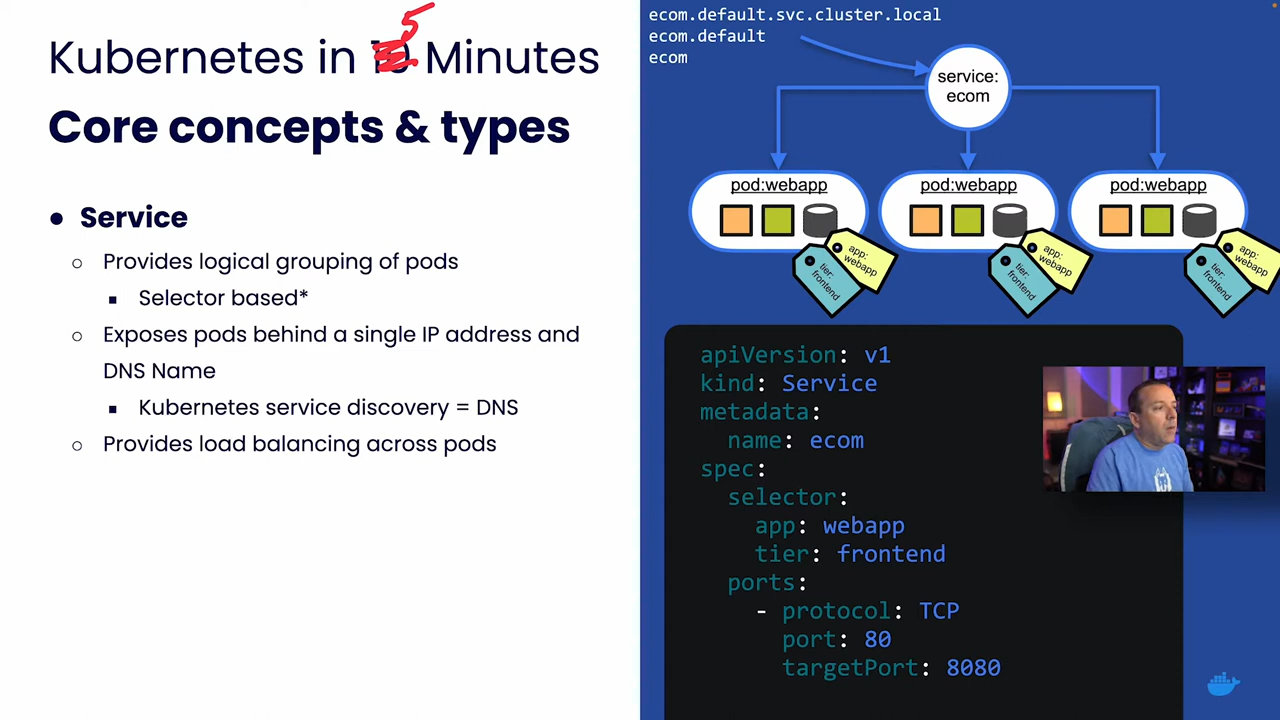 Kubernetes in 5 Minutes
Core concepts & types
● Service
○ Provides logical grouping of pods
■ Selector based*
○ Exposes pods behind a single IP address and
DNS Name
■ Kubernetes service discovery = DNS
○ Provides load balancing across pods
ecom.default.svc.cluster.local
ecom.default
ecom
service:
ecom
pod:webapp
pod:webapp
pod:webapp
tier:
frontend
app:
webapp
tier:
frontend
app:
webapp
tier:
frontend
app:
webapp
apiVersion: v1
kind: Service
metadata:
  name: ecom
spec:
  selector:
    app: webapp
    tier: frontend
  ports:
    - protocol: TCP
      port: 80
      targetPort: 8080